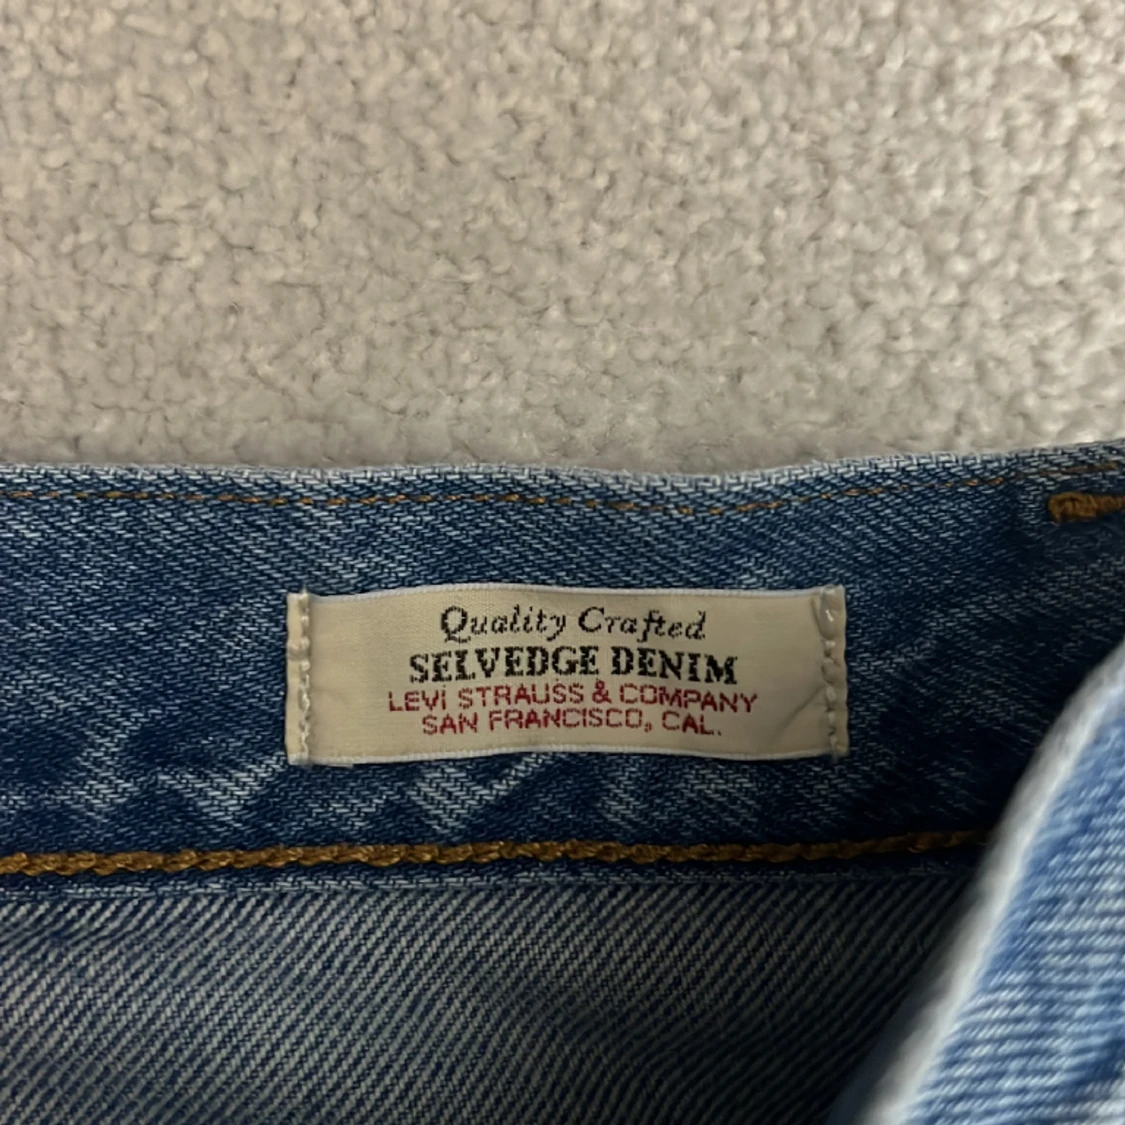 Quality Crafted
SELVEDGE DENIM
LEVI STRAUSS & COMPANY
SAN FRANCISCO, CAL.